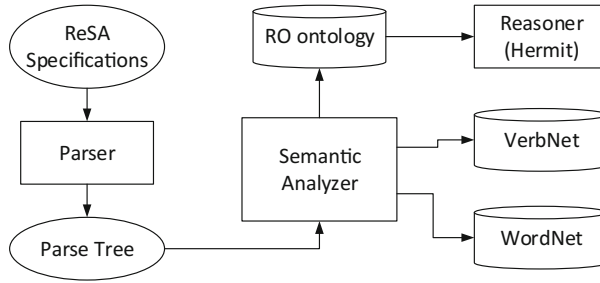 ReSA
Specifications
Parser
Parse Tree
RO ontology
Semantic
Analyzer
Reasoner
(Hermit)
VerbNet
WordNet